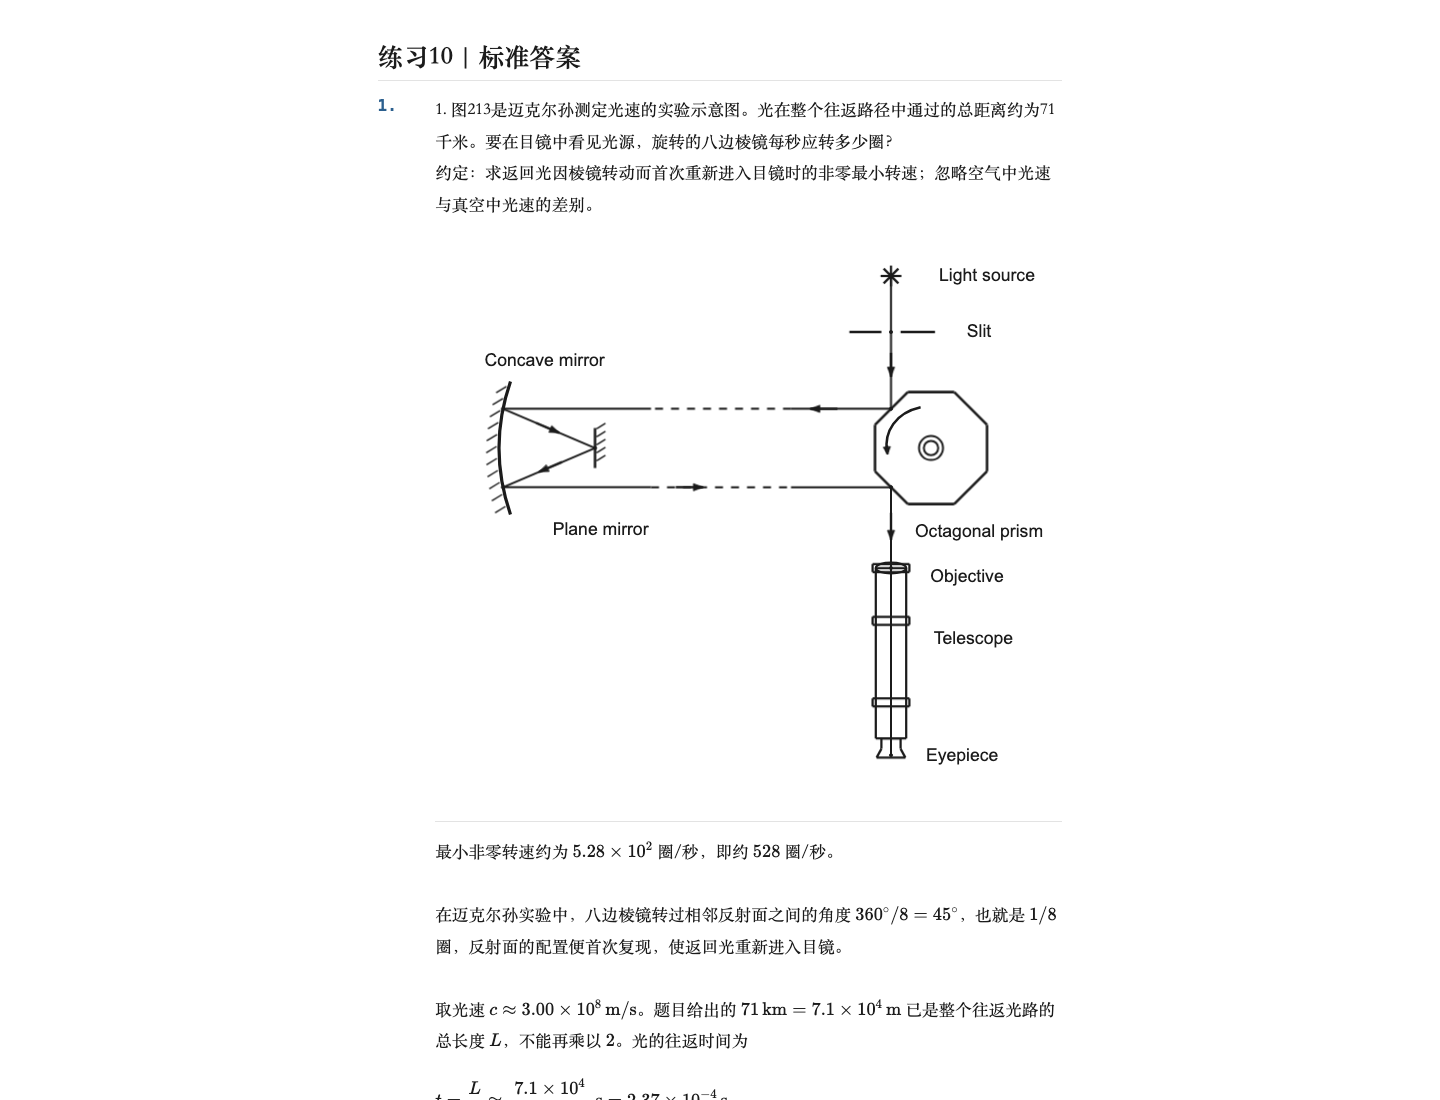 练习10 | 标准答案
1.
1. 图213是迈克尔孙测定光速的实验示意图。光在整个往返路径中通过的总距离约为71
千米。要在目镜中看见光源，旋转的八边棱镜每秒应转多少圈？
约定：求返回光因棱镜转动而首次重新进入目镜时的非零最小转速；忽略空气中光速
与真空中光速的差别。
Light source
Slit
Concave mirror
Plane mirror
Octagonal prism
Objective
Telescope
Eyepiece
最小非零转速约为 5.28 × 10² 圈/秒，即约 528 圈/秒。
在迈克尔孙实验中，八边棱镜转过相邻反射面之间的角度 360°/8 = 45°，也就是 1/8
圈，反射面的配置便首次复现，使返回光重新进入目镜。
取光速 c ≈ 3.00 × 10⁸ m/s。题目给出的 71 km = 7.1 × 10⁴ m 已是整个往返光路的
总长度 L，不能再乘以 2。光的往返时间为
L 7.1 × 10⁴